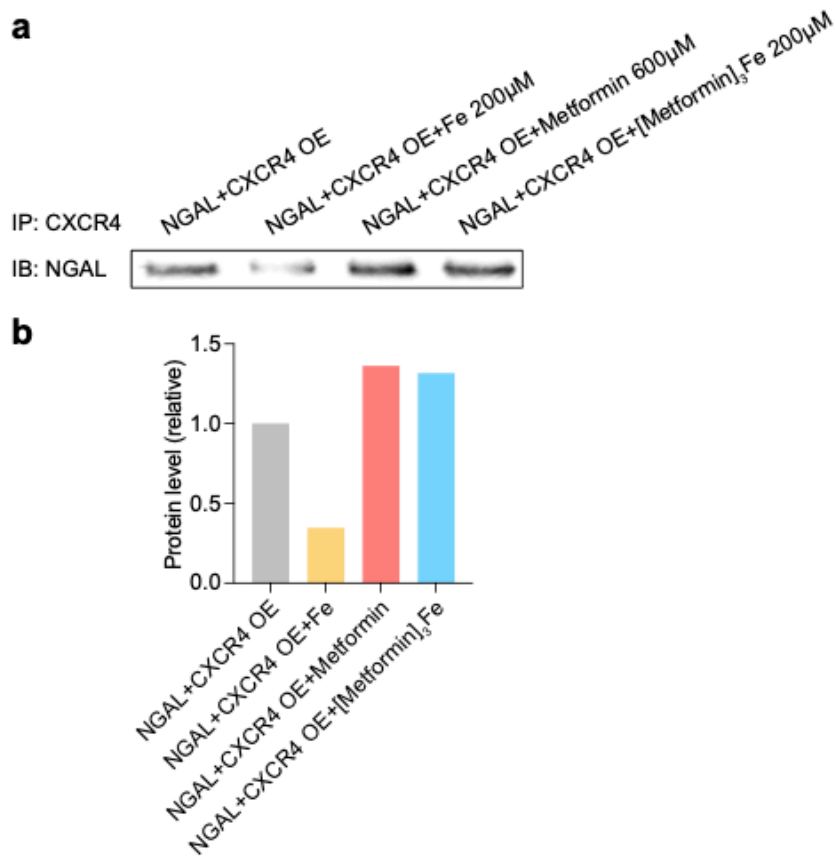 a
NGAL+CXCR4 OE
NGAL+CXCR4 OE+Fe 200μM
NGAL+CXCR4 OE+Metformin 600μM
NGAL+CXCR4 OE+[Metformin]₃Fe 200μM
IP: CXCR4
IB: NGAL
b
Protein level (relative)
1.5
1.0
0.5
0.0
NGAL+CXCR4 OE
NGAL+CXCR4 OE+Fe
NGAL+CXCR4 OE+Metformin
NGAL+CXCR4 OE+[Metformin]₃Fe